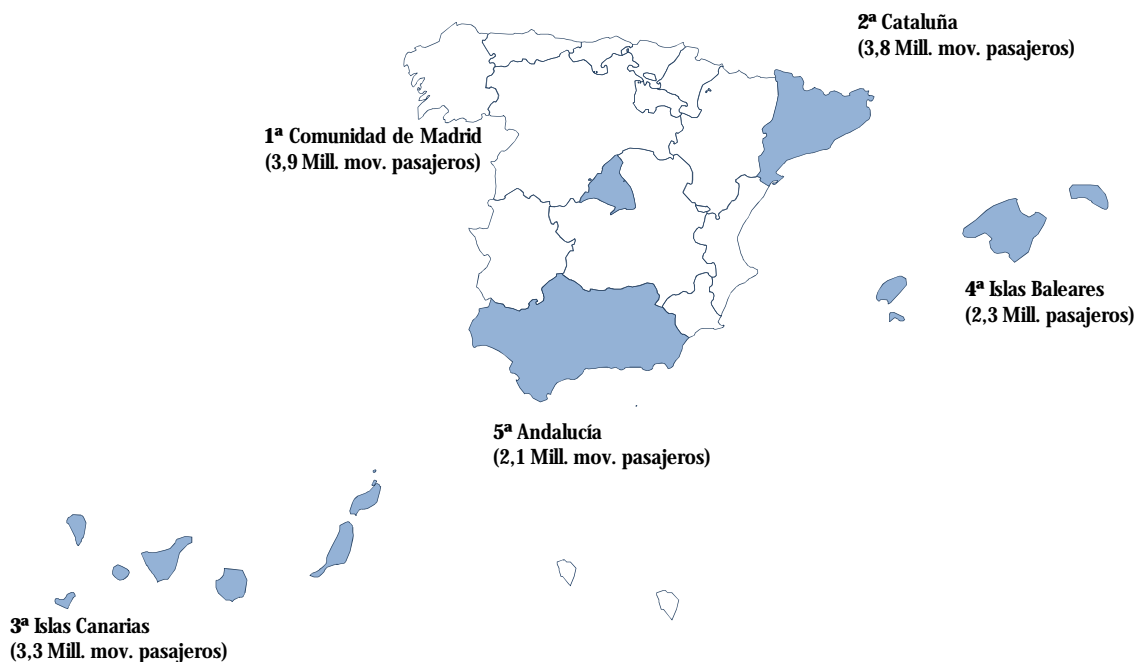 2ª Cataluña
(3,8 Mill. mov. pasajeros)
1ª Comunidad de Madrid
(3,9 Mill. mov. pasajeros)
4ª Islas Baleares
(2,3 Mill. pasajeros)
5ª Andalucía
(2,1 Mill. mov. pasajeros)
3ª Islas Canarias
(3,3 Mill. mov. pasajeros)